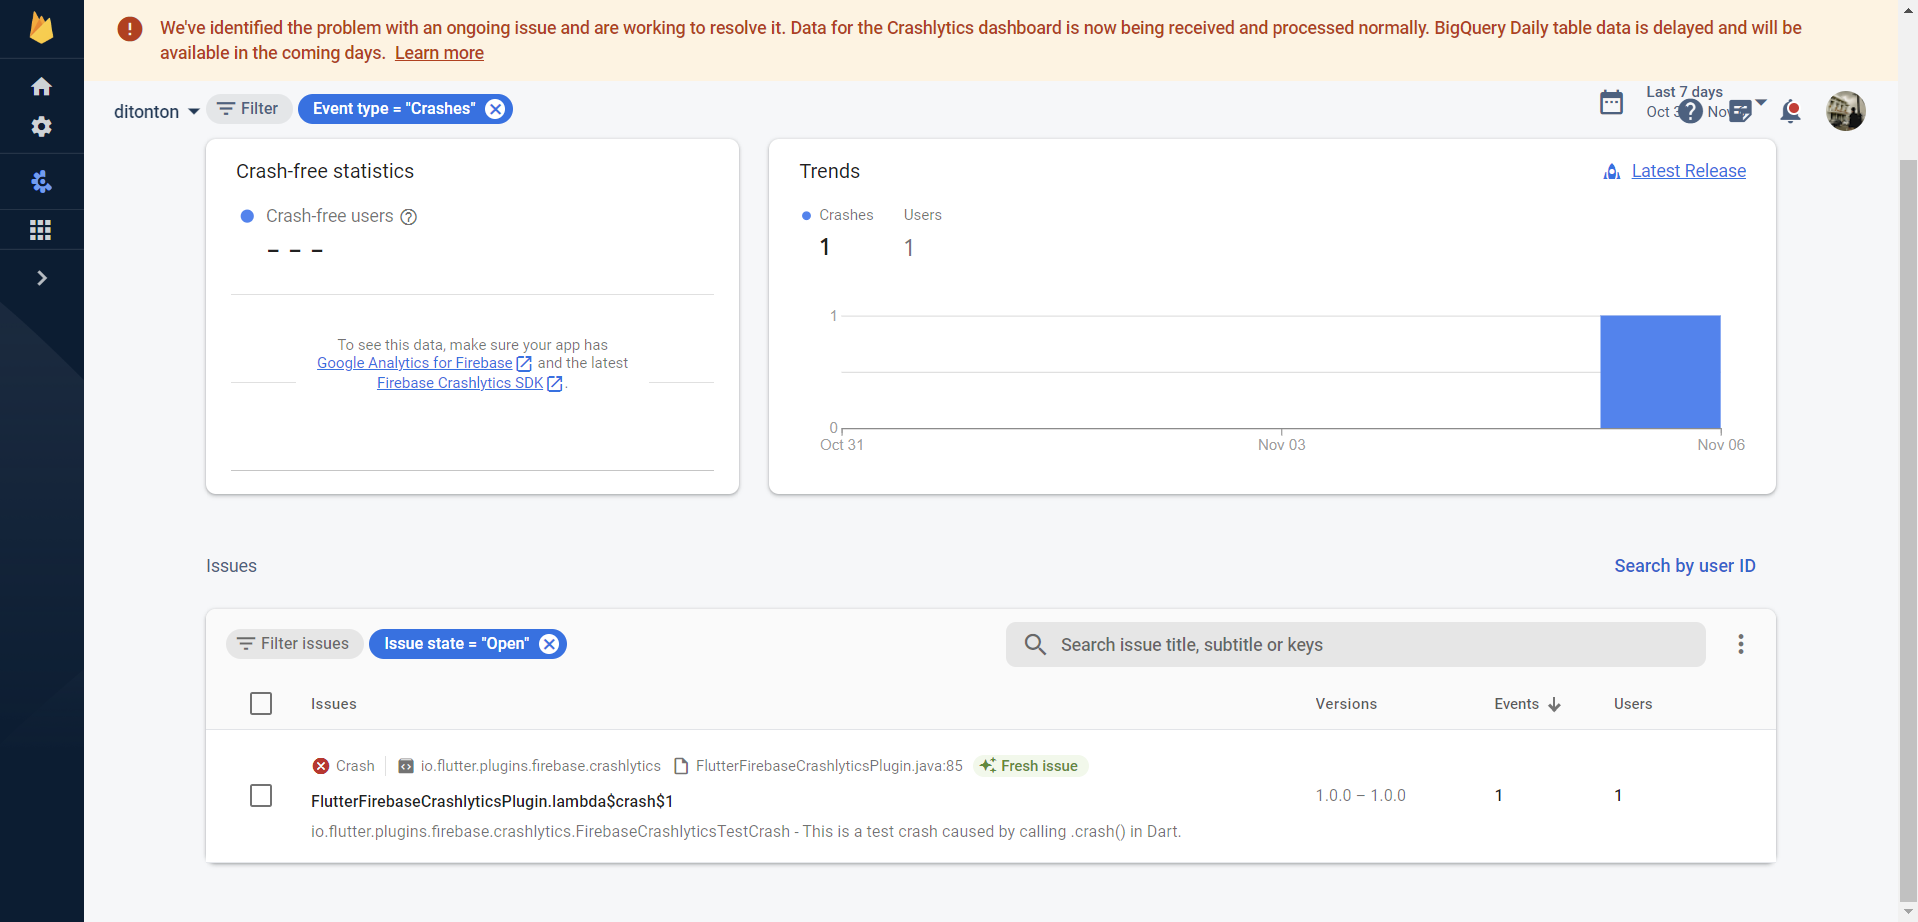 We've identified the problem with an ongoing issue and are working to resolve it. Data for the Crashlytics dashboard is now being received and processed normally. BigQuery Daily table data is delayed and will be
available in the coming days. Learn more
ditonton
Filter
Event type = "Crashes"
Last 7 days
Oct 3 Nov
Crash-free statistics
Crash-free users
– – –
To see this data, make sure your app has
Google Analytics for Firebase and the latest
Firebase Crashlytics SDK .
Trends
Latest Release
Crashes Users
1 1
1
0
Oct 31 Nov 03 Nov 06
Issues
Search by user ID
Filter issues
Issue state = "Open"
Search issue title, subtitle or keys
Issues Versions Events Users
Crash io.flutter.plugins.firebase.crashlytics FlutterFirebaseCrashlyticsPlugin.java:85 Fresh issue
FlutterFirebaseCrashlyticsPlugin.lambda$crash$1
1.0.0 – 1.0.0 1 1
io.flutter.plugins.firebase.crashlytics.FirebaseCrashlyticsTestCrash - This is a test crash caused by calling .crash() in Dart.